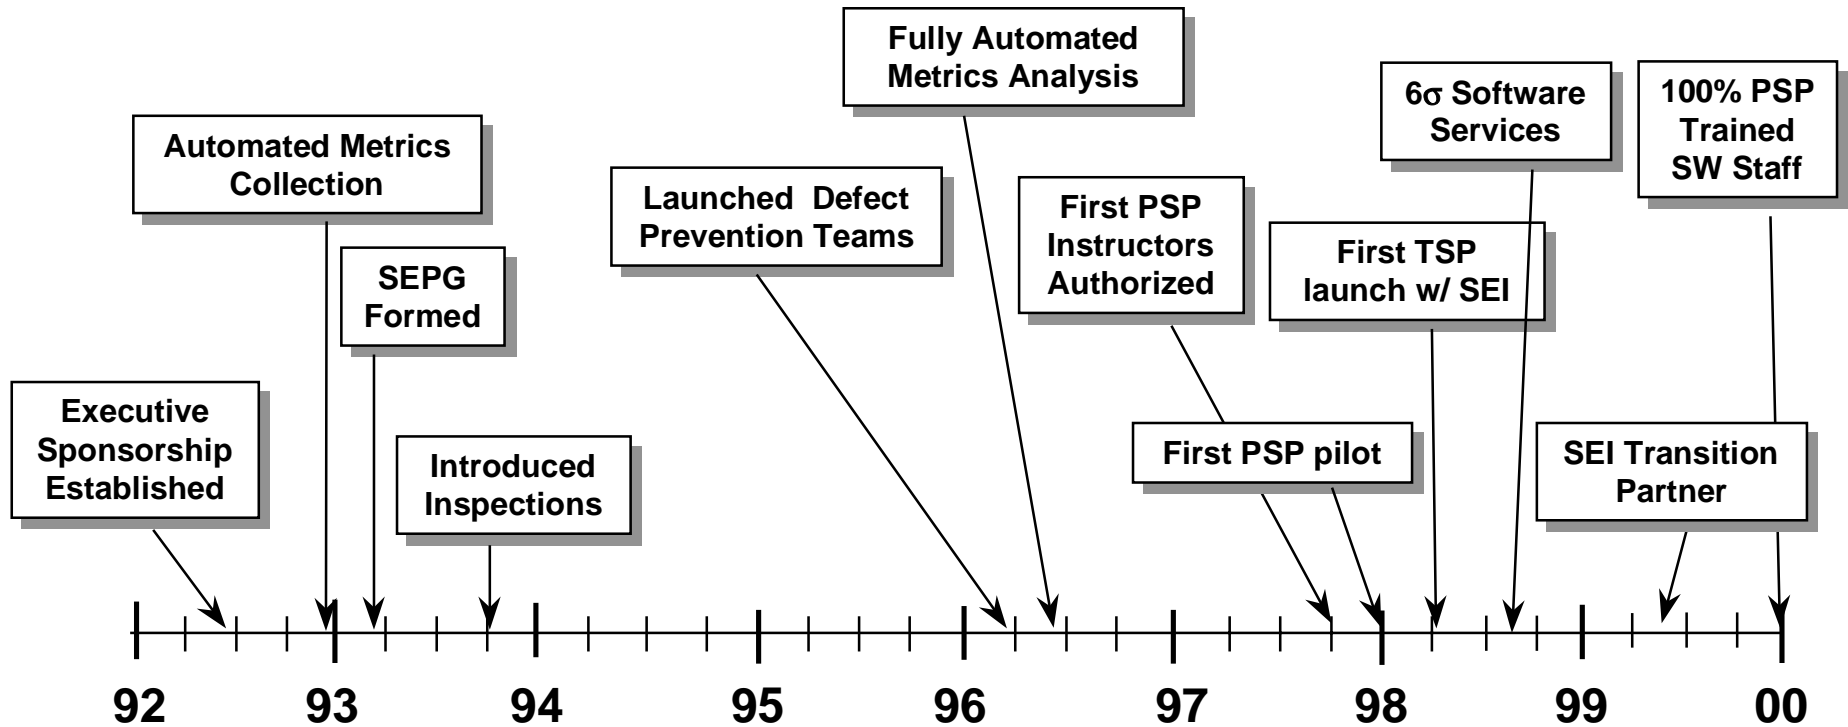 Fully Automated
Metrics Analysis
6σ Software
Services
100% PSP
Trained
SW Staff
Automated Metrics
Collection
Launched Defect
Prevention Teams
First PSP
Instructors
Authorized
First TSP
launch w/ SEI
SEPG
Formed
Executive
Sponsorship
Established
Introduced
Inspections
First PSP pilot
SEI Transition
Partner
92 93 94 95 96 97 98 99 00